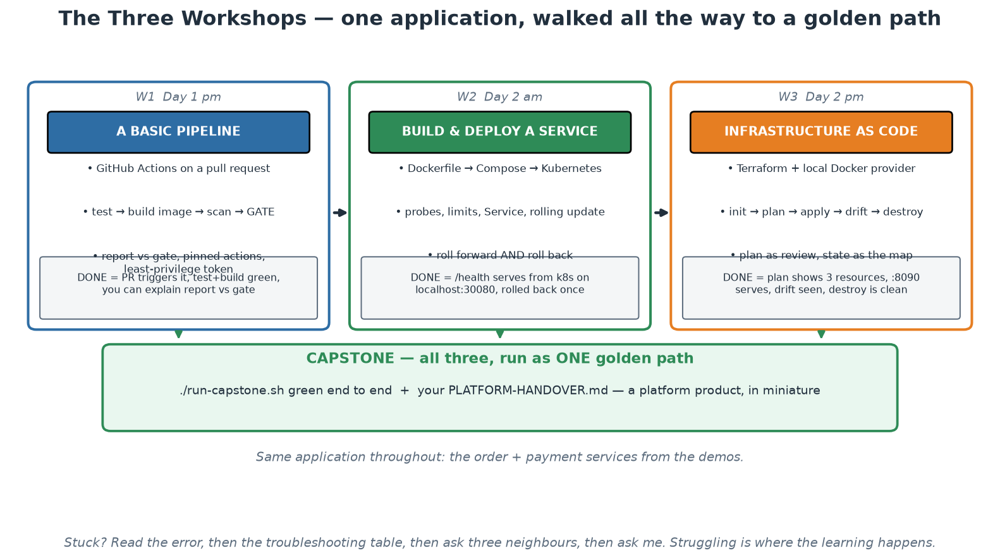 The Three Workshops — one application, walked all the way to a golden path
W1 Day 1 pm
A BASIC PIPELINE
• GitHub Actions on a pull request
• test → build image → scan → GATE
• report vs gate, pinned actions,
least-privilege token
DONE = PR triggers it, test+build green,
you can explain report vs gate
W2 Day 2 am
BUILD & DEPLOY A SERVICE
• Dockerfile → Compose → Kubernetes
• probes, limits, Service, rolling update
• roll forward AND roll back
DONE = /health serves from k8s on
localhost:30080, rolled back once
W3 Day 2 pm
INFRASTRUCTURE AS CODE
• Terraform + local Docker provider
• init → plan → apply → drift → destroy
• plan as review, state as the map
DONE = plan shows 3 resources, :8090
serves, drift seen, destroy is clean
CAPSTONE — all three, run as ONE golden path
./run-capstone.sh green end to end + your PLATFORM-HANDOVER.md — a platform product, in miniature
Same application throughout: the order + payment services from the demos.
Stuck? Read the error, then the troubleshooting table, then ask three neighbours, then ask me. Struggling is where the learning happens.